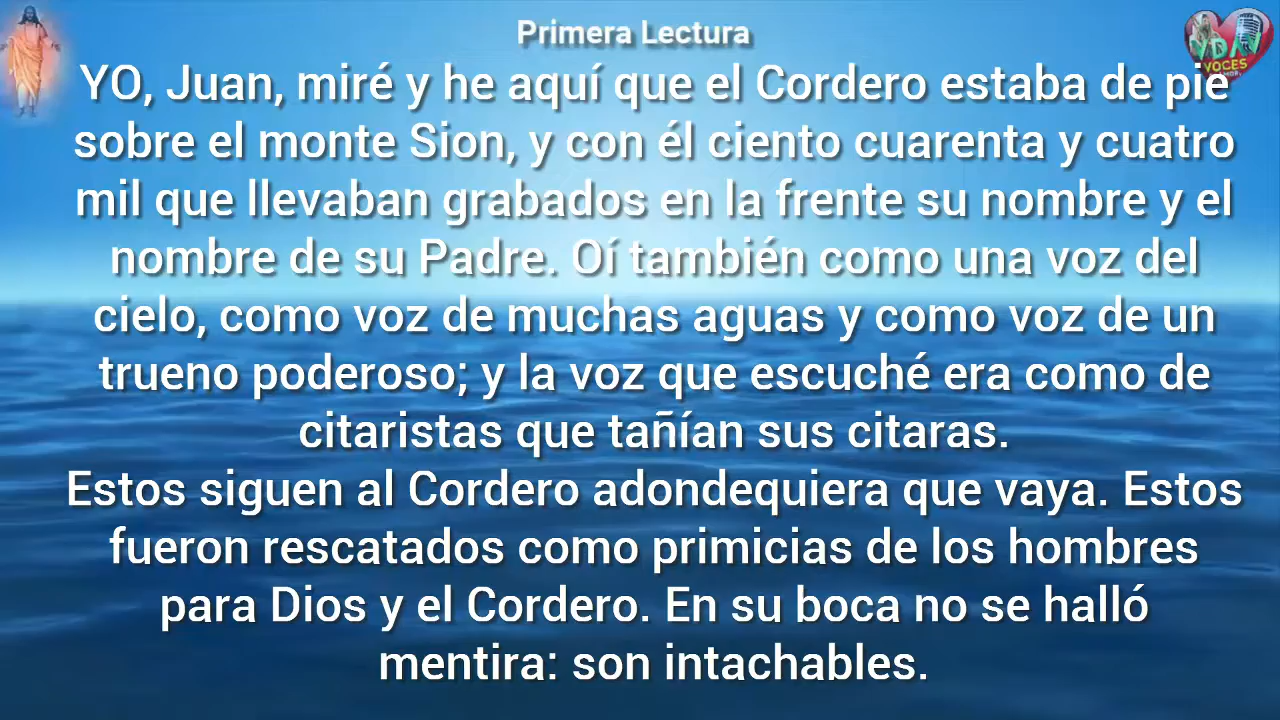 Primera Lectura
YO, Juan, miré y he aquí que el Cordero estaba de pie
sobre el monte Sion, y con él ciento cuarenta y cuatro
mil que llevaban grabados en la frente su nombre y el
nombre de su Padre. Oí también como una voz del
cielo, como voz de muchas aguas y como voz de un
trueno poderoso; y la voz que escuché era como de
citaristas que tañían sus citaras.
Estos siguen al Cordero adondequiera que vaya. Estos
fueron rescatados como primicias de los hombres
para Dios y el Cordero. En su boca no se halló
mentira: son intachables.
VDA
VOCES